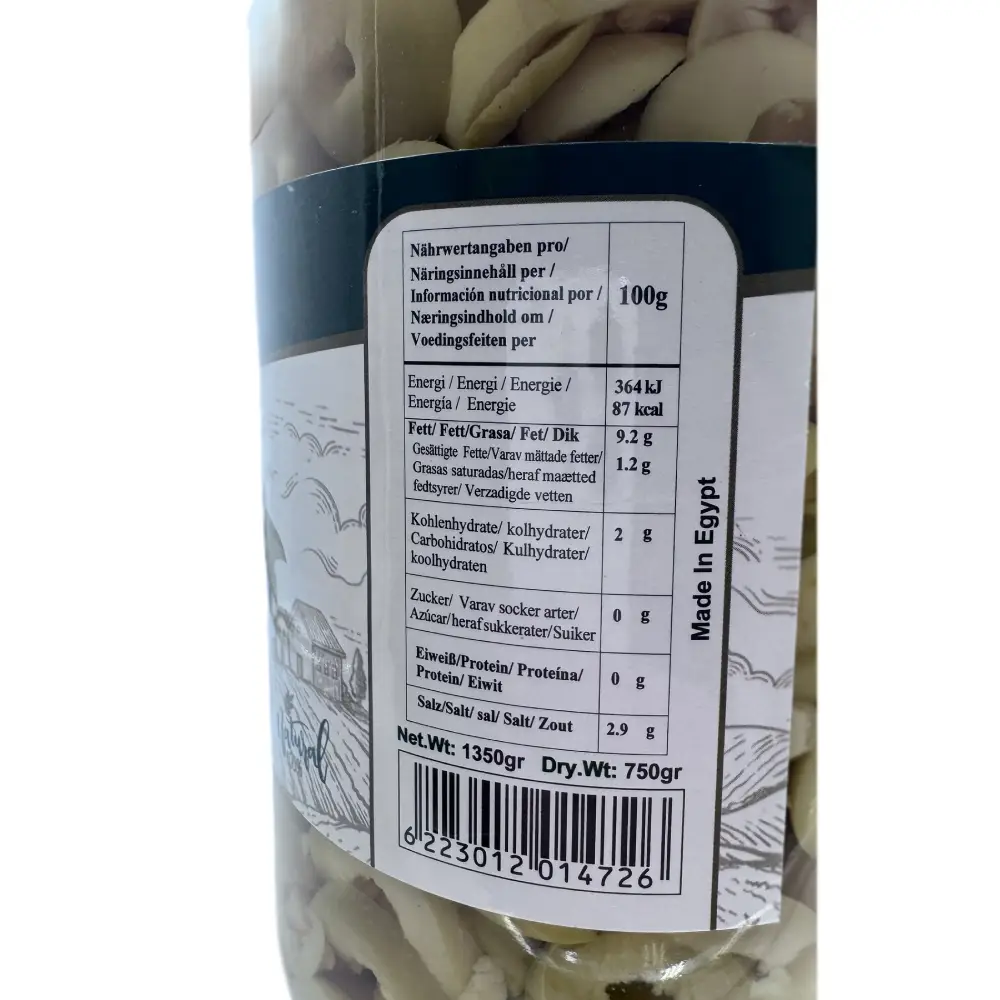 Nährwertangaben pro/
Näringsinnehåll per /
Información nutricional por /
Næringsindhold om /
Voedingsfeiten per
100g
Energi / Energi / Energie /
Energía / Energie
364 kJ
87 kcal
Fett/ Fett/Grasa/ Fet/ Dik
9.2 g
Gesättigte Fette/Varav mättade fetter/
Grasas saturadas/heraf maætted
fedtsyrer/ Verzadigde vetten
1.2 g
Kohlenhydrate/ kolhydrater/
Carbohidratos/ Kulhydrater/
koolhydraten
2 g
Zucker/ Varav socker arter/
Azúcar/heraf sukkerater/Suiker
0 g
Eiweiß/Protein/ Proteína/
Protein/ Eiwit
0 g
Salz/Salt/ sal/ Salt/ Zout
2.9 g
Net.Wt: 1350gr Dry.Wt: 750gr
6 223012 014726
Made In Egypt
Natural